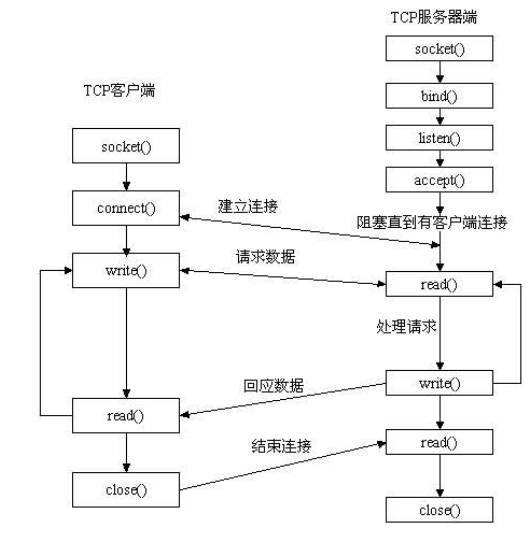 TCP服务器端
socket()
bind()
TCP客户端
listen()
socket()
accept()
connect()
建立连接
阻塞直到有客户端连接
请求数据
write()
read()
处理请求
回应数据
write()
read()
结束连接
read()
close()
close()